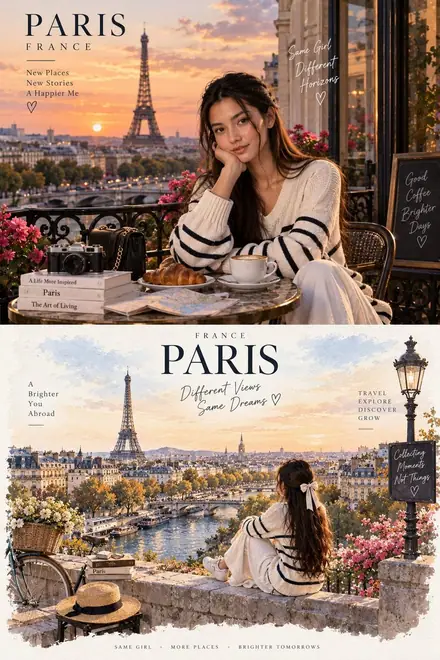 PARIS
FRANCE
New Places
New Stories
A Happier Me
Same Girl
Different
Horizons
Good
Coffee
Brighter
Days
A Life More Inspired
Paris
The Art of Living
FRANCE
PARIS
Different Views
Same Dreams
A
Brighter
You
Abroad
TRAVEL
EXPLORE
DISCOVER
GROW
Collecting
Moments
Not Things
Paris
SAME GIRL · MORE PLACES · BRIGHTER TOMORROWS